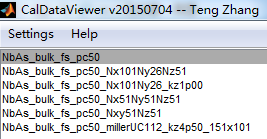 CalDataViewer v20150704 -- Teng Zhang
Settings Help
NbAs_bulk_fs_pc50
NbAs_bulk_fs_pc50_Nx101Ny26Nz51
NbAs_bulk_fs_pc50_Nx101Ny26_kz1p00
NbAs_bulk_fs_pc50_Nx51Ny51Nz51
NbAs_bulk_fs_pc50_Nxy51Nz51
NbAs_bulk_fs_pc50_millerUC112_kz4p50_151x101